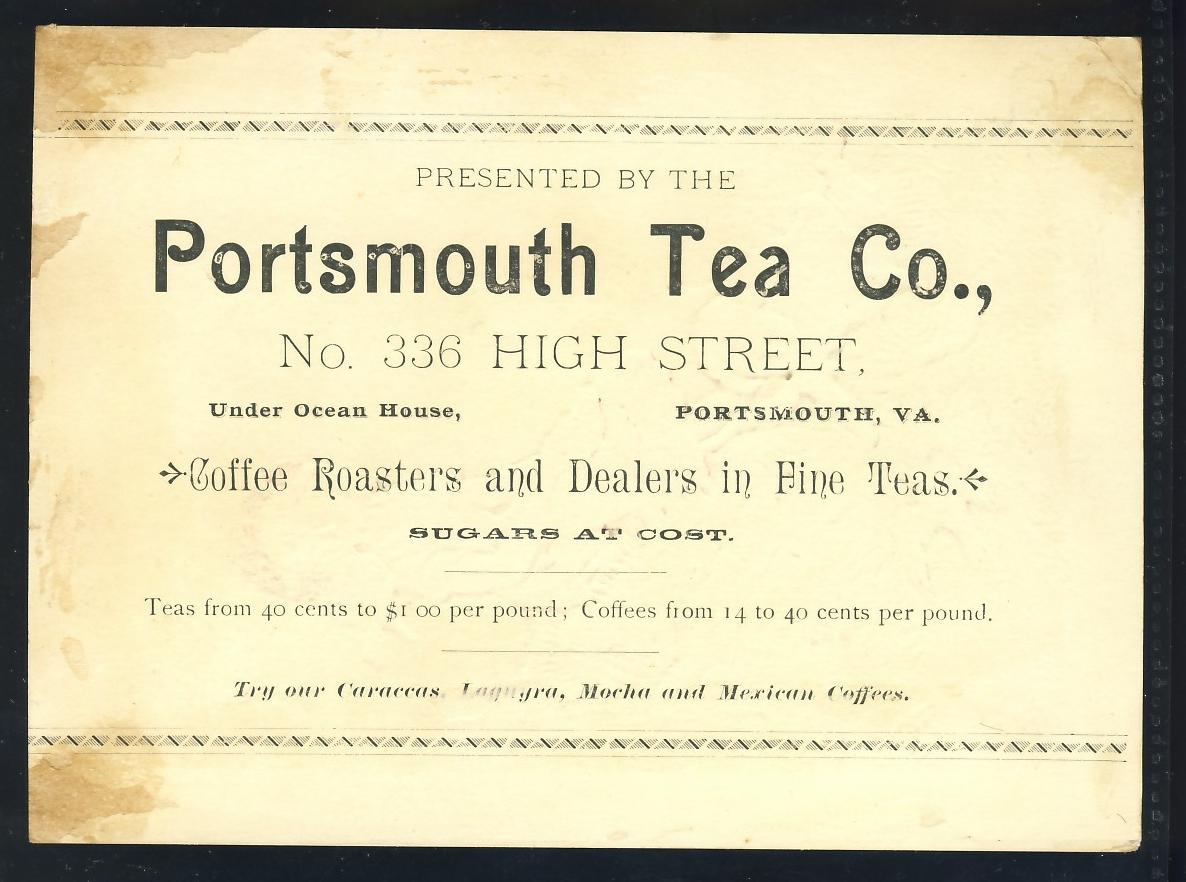 PRESENTED BY THE
Portsmouth Tea Co.,
No. 336 HIGH STREET,
Under Ocean House, PORTSMOUTH, VA.
Coffee Roasters and Dealers in Fine Teas.
SUGARS AT COST.
Teas from 40 cents to $1 00 per pound; Coffees from 14 to 40 cents per pound.
Try our Caraccas, Laguyra, Mocha and Mexican Coffees.